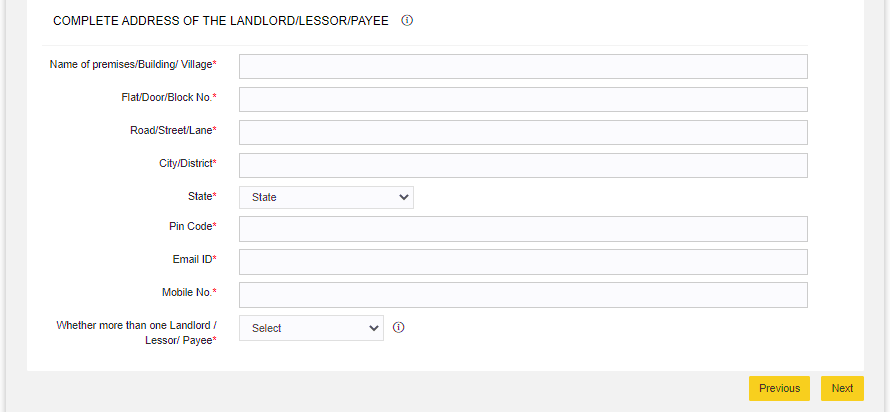 COMPLETE ADDRESS OF THE LANDLORD/LESSOR/PAYEE
Name of premises/Building/ Village*
Flat/Door/Block No.*
Road/Street/Lane*
City/District*
State* State
Pin Code*
Email ID*
Mobile No.*
Whether more than one Landlord / Select
Lessor/ Payee*
Previous Next